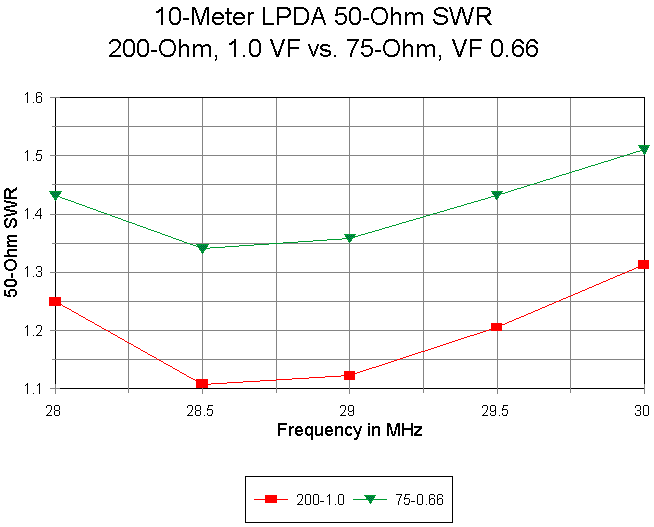 10-Meter LPDA 50-Ohm SWR
200-Ohm, 1.0 VF vs. 75-Ohm, VF 0.66
1.6
1.5
1.4
1.3
1.2
1.1
50-Ohm SWR
28 28.5 29 29.5 30
Frequency in MHz
200-1.0 75-0.66